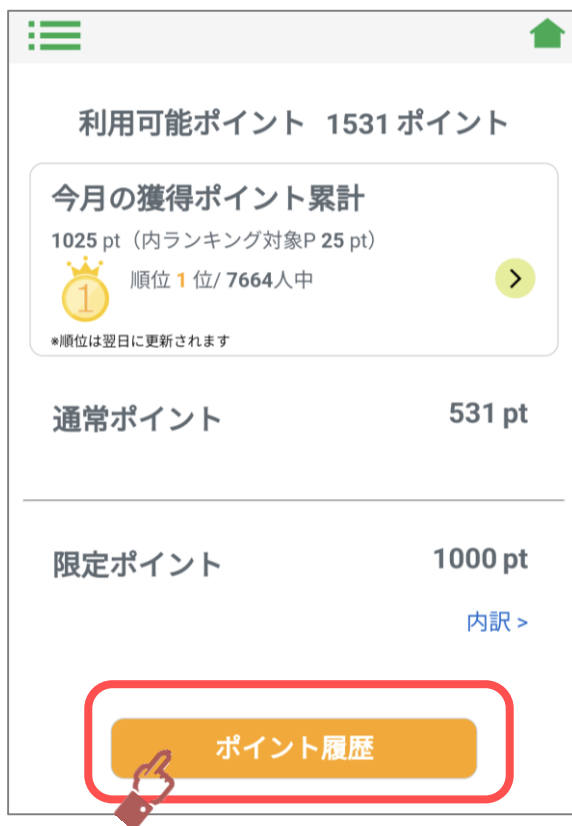 利用可能ポイント 1531 ポイント
今月の獲得ポイント累計
1025 pt（内ランキング対象P 25 pt）
1
順位 1 位/ 7664人中
※順位は翌日に更新されます
通常ポイント 531 pt
限定ポイント 1000 pt
内訳 >
ポイント履歴